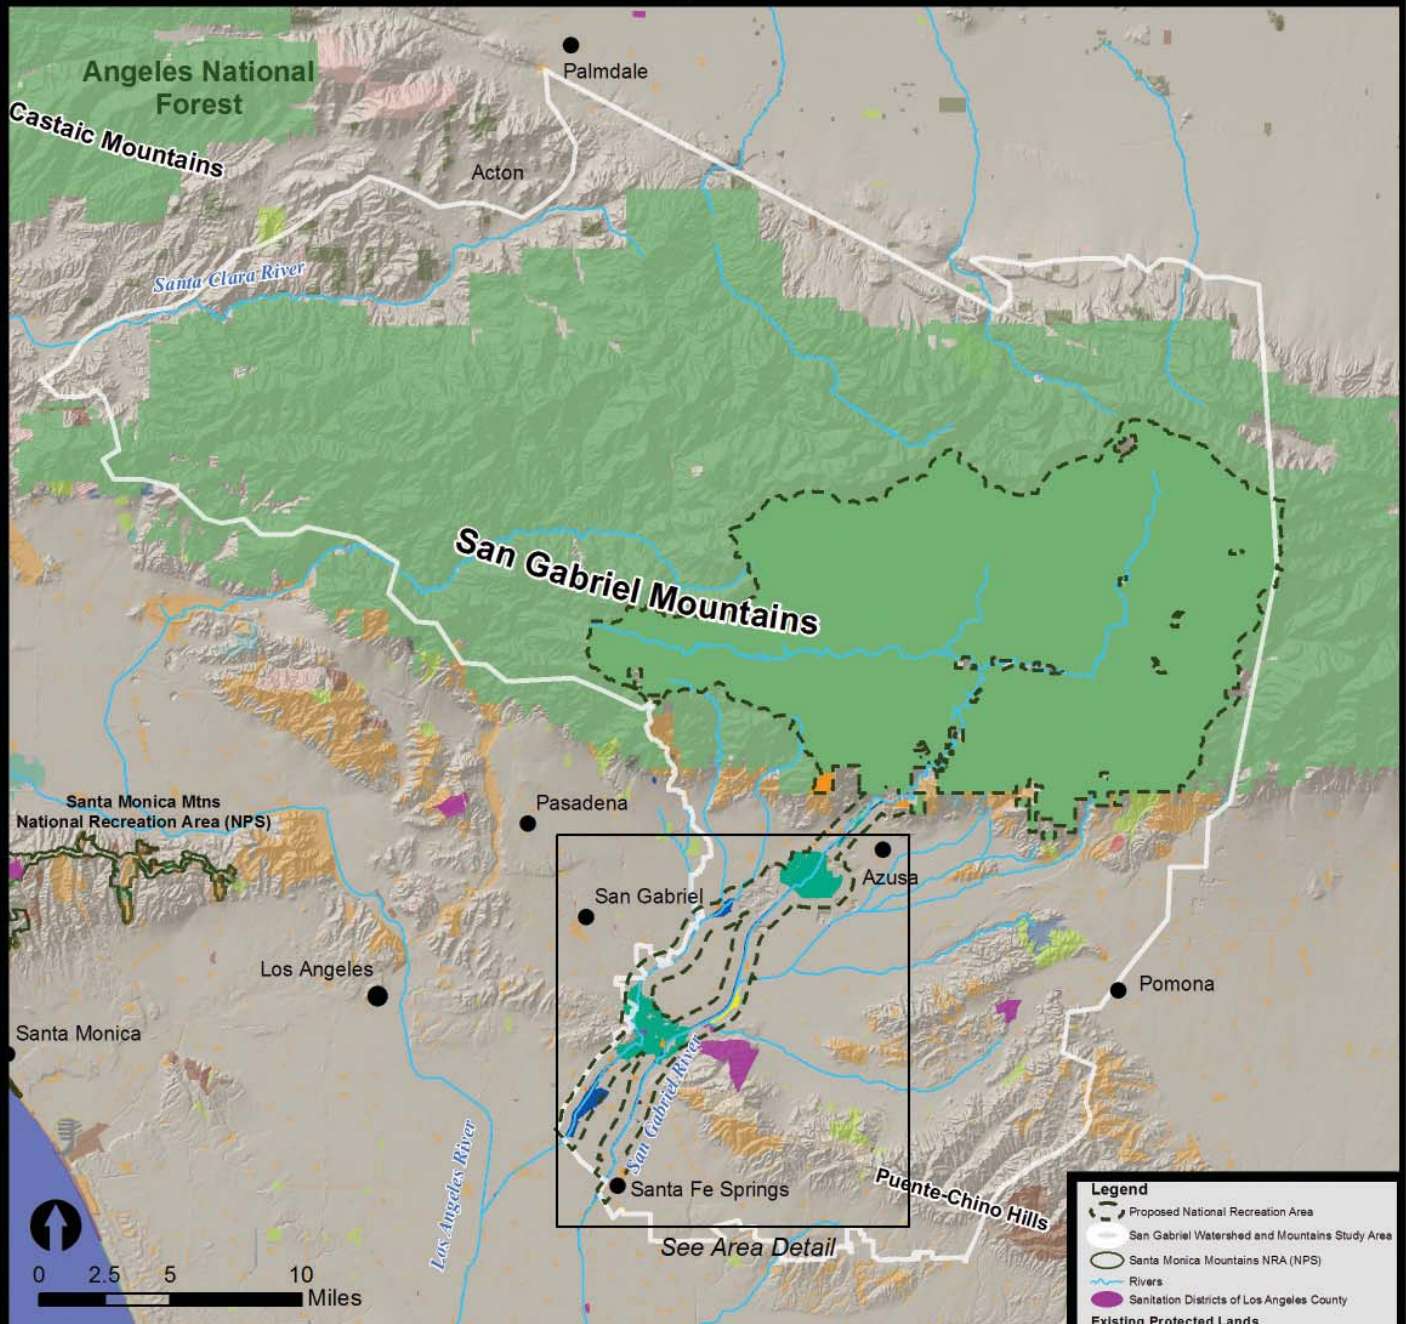 Palmdale
Angeles National
Forest
Castaic Mountains
Acton
Santa Clara River
San Gabriel Mountains
Santa Monica Mtns
National Recreation Area (NPS)
Pasadena
Azusa
San Gabriel
Los Angeles
Pomona
Santa Monica
San Gabriel River
Los Angeles River
Santa Fe Springs
Puente-Chino Hills
See Area Detail
0 2.5 5 10
Miles
Legend
Proposed National Recreation Area
San Gabriel Watershed and Mountains Study Area
Santa Monica Mountains NRA (NPS)
Rivers
Sanitation Districts of Los Angeles County
Existing Protected Lands